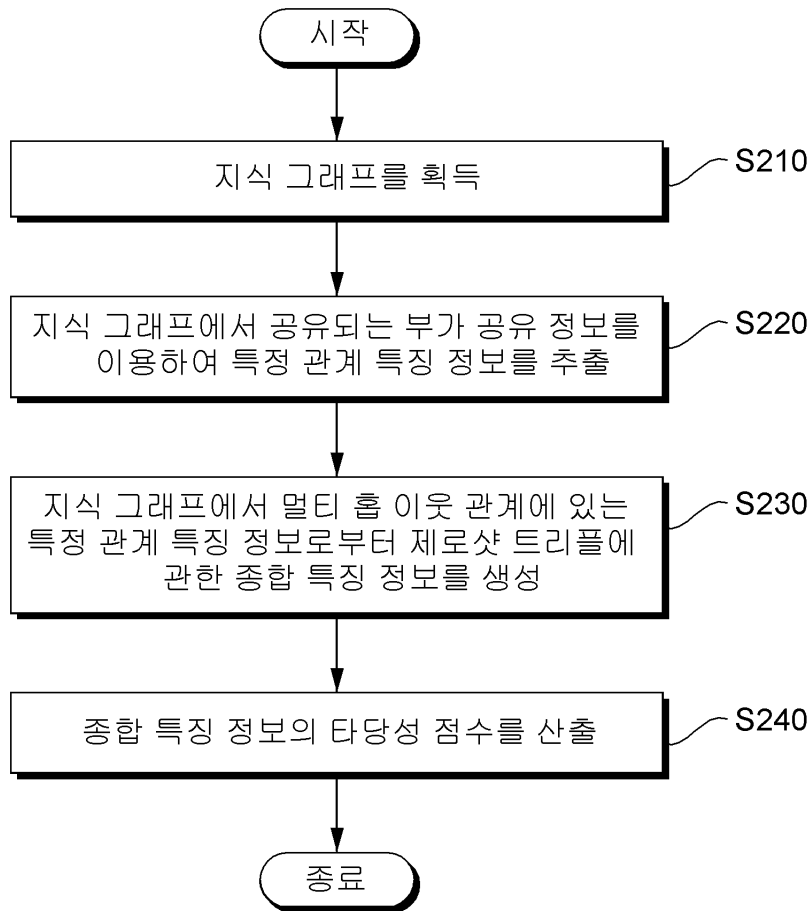 시작
지식 그래프를 획득
S210
지식 그래프에서 공유되는 부가 공유 정보를
이용하여 특정 관계 특징 정보를 추출
S220
지식 그래프에서 멀티 홉 이웃 관계에 있는
특정 관계 특징 정보로부터 제로샷 트리플에
관한 종합 특징 정보를 생성
S230
종합 특징 정보의 타당성 점수를 산출
S240
종료